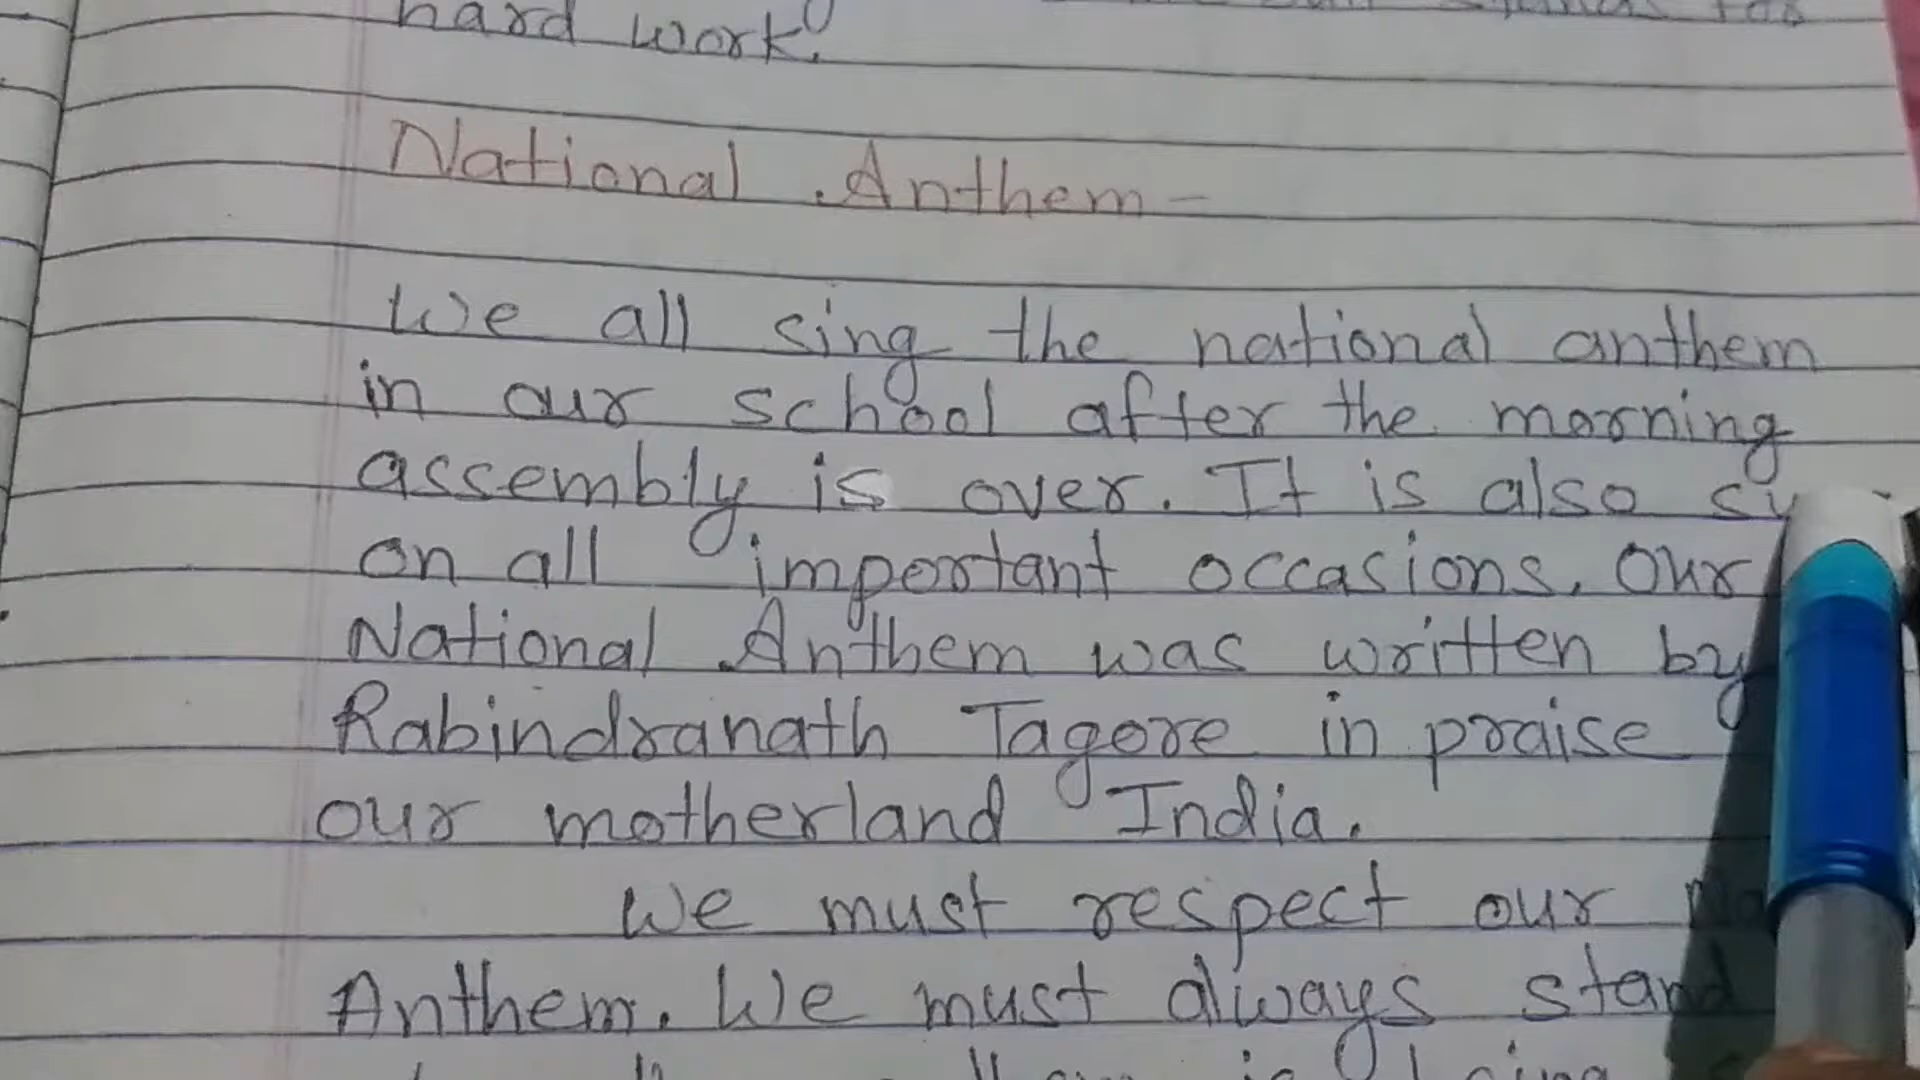 hard work.
National Anthem -
We all sing the national anthem
in our school after the morning
assembly is over. It is also
on all important occasions. Our
National Anthem was written by
Rabindranath Tagore in praise
our motherland India.
We must respect our
Anthem. We must always stand